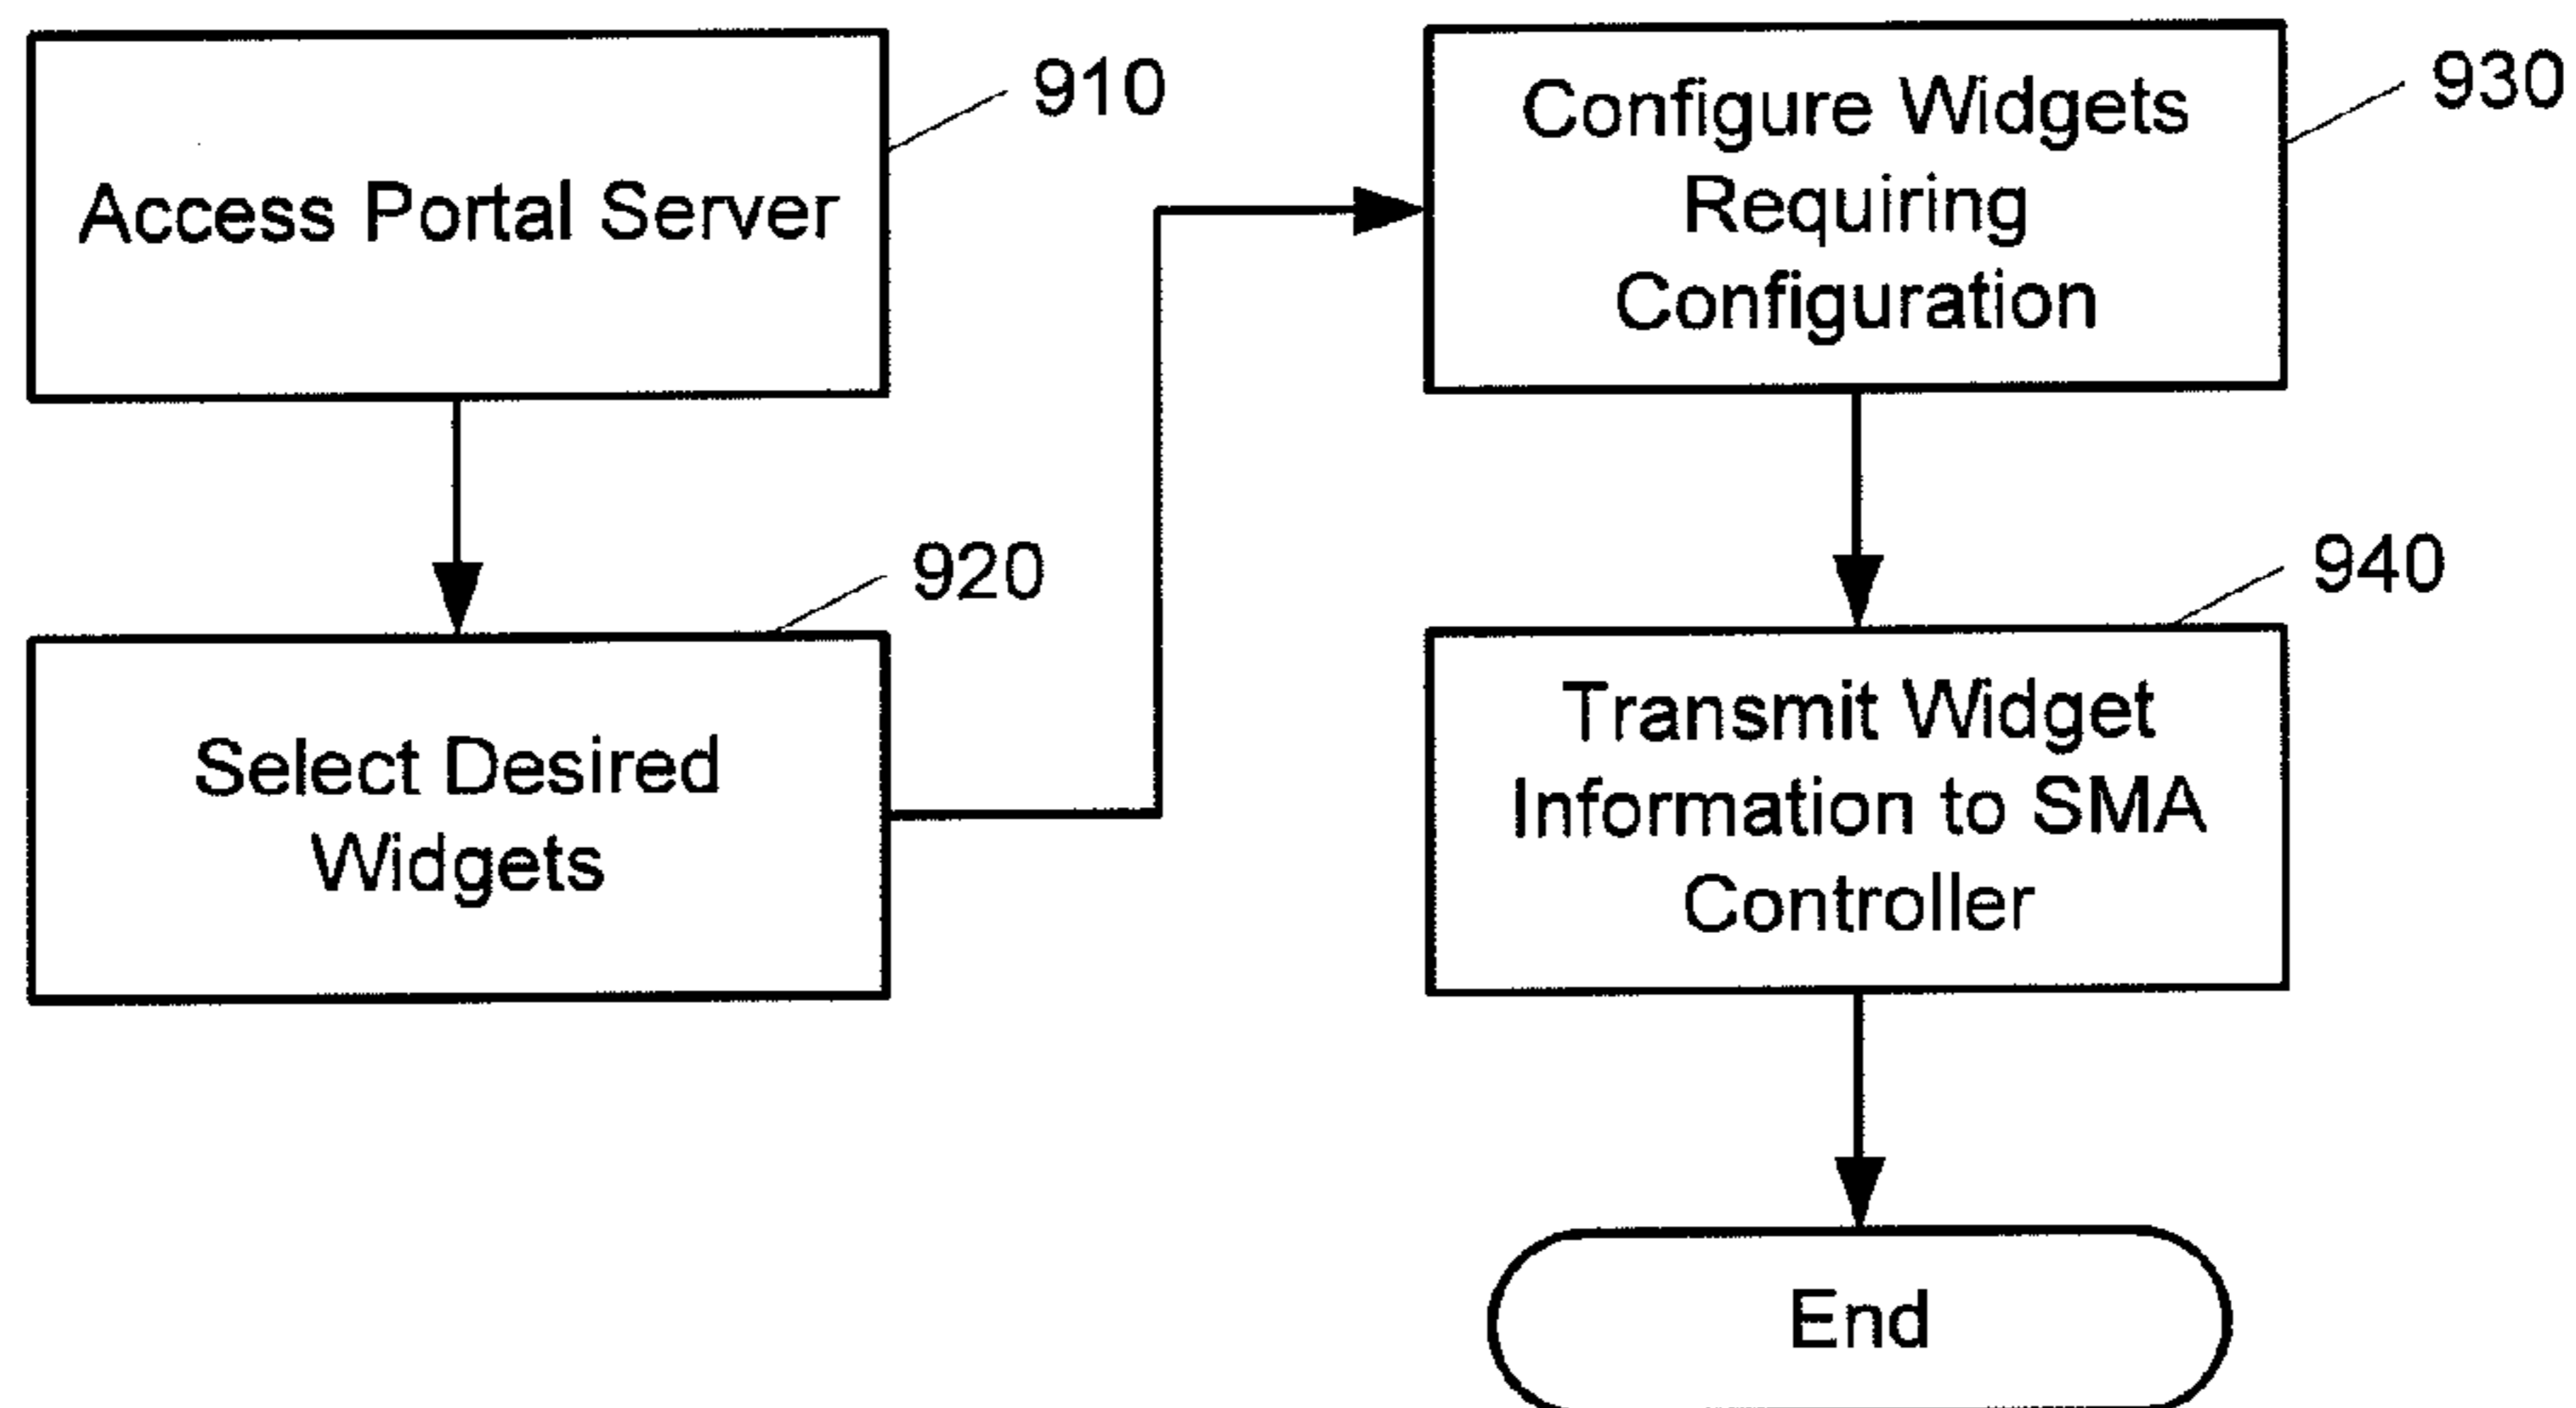 910
Access Portal Server
920
Select Desired
Widgets
930
Configure Widgets
Requiring
Configuration
940
Transmit Widget
Information to SMA
Controller
End